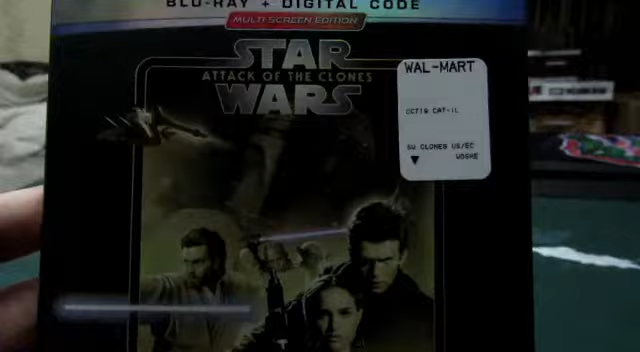 BLU-RAY + DIGITAL CODE
MULTI SCREEN EDITION
STAR
ATTACK OF THE CLONES
WARS
WAL-MART
OCT19 CAT-IL
SW CLONES US/EC